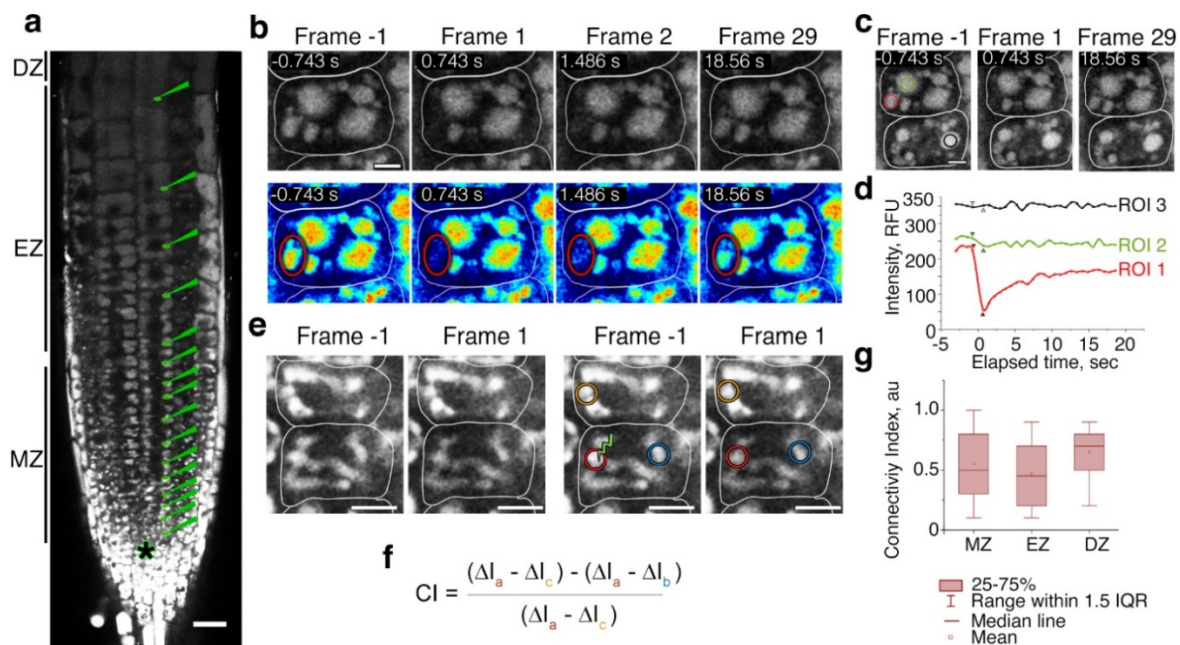 a
DZ
EZ
MZ
*
b
Frame -1 Frame 1 Frame 2 Frame 29
-0.743 s 0.743 s 1.486 s 18.56 s
-0.743 s 0.743 s 1.486 s 18.56 s
c
Frame -1 Frame 1 Frame 29
-0.743 s 0.743 s 18.56 s
d
Intensity, RFU
350
250
150
100
0
ROI 3
ROI 2
ROI 1
-5 0 5 10 15 20
Elapsed time, sec
e
Frame -1 Frame 1 Frame -1 Frame 1
f
CI = (ΔIa - ΔIc) - (ΔIa - ΔIb)
(ΔIa - ΔIc)
g
Connectiviy Index, au
1.0
0.5
0
MZ EZ DZ
25-75%
Range within 1.5 IQR
Median line
Mean